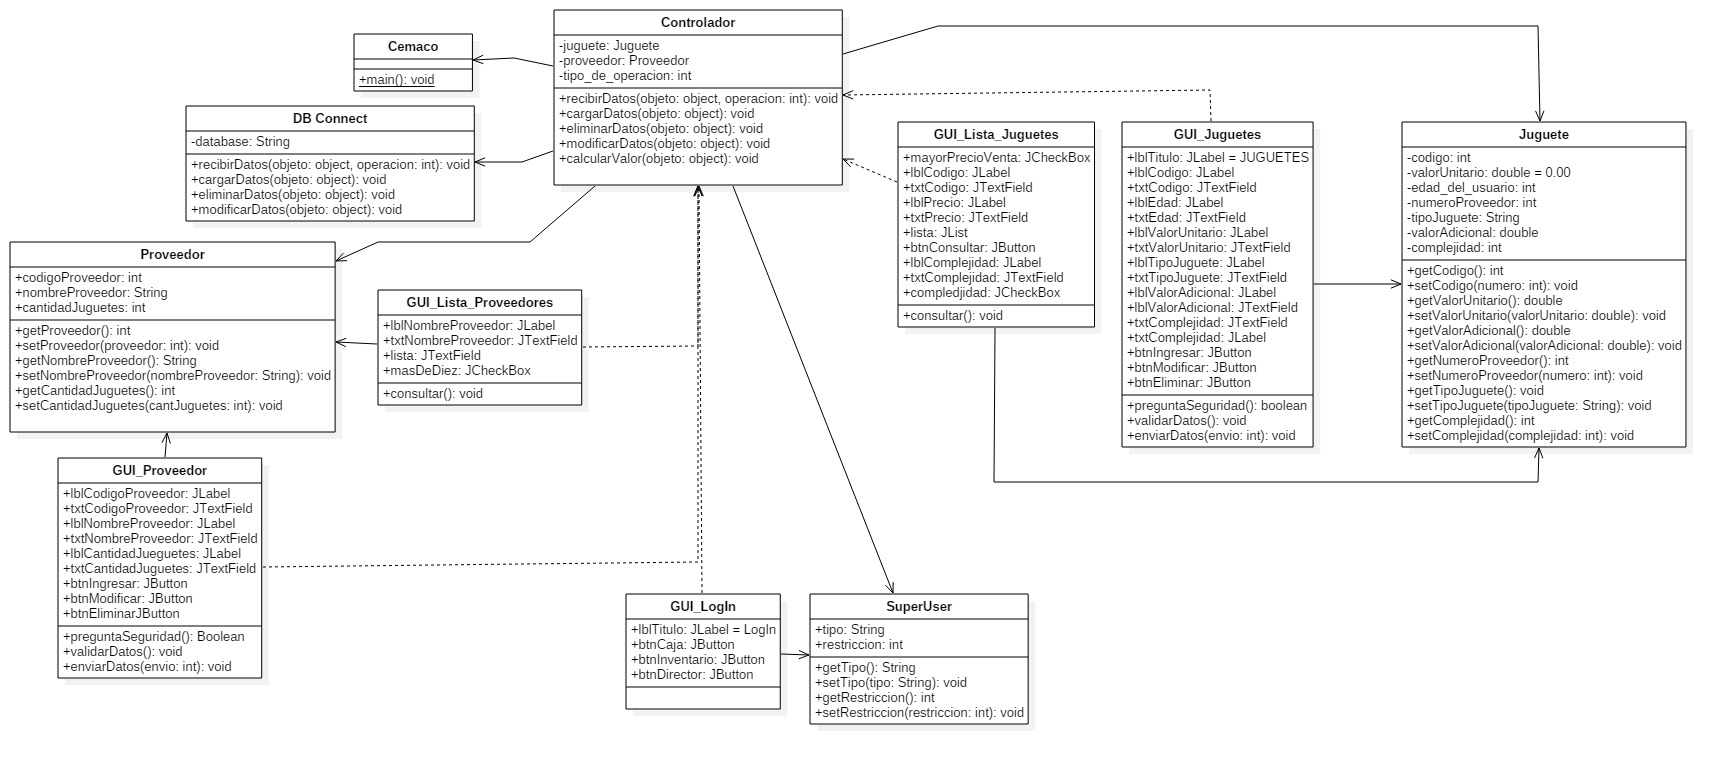 Controlador
-juguete: Juguete
-proveedor: Proveedor
-tipo_de_operacion: int
+recibirDatos(objeto: object, operacion: int): void
+cargarDatos(objeto: object): void
+eliminarDatos(objeto: object): void
+modificarDatos(objeto: object): void
+calcularValor(objeto: object): void
Cemaco
+main(): void
DB Connect
-database: String
+recibirDatos(objeto: object, operacion: int): void
+cargarDatos(objeto: object): void
+eliminarDatos(objeto: object): void
+modificarDatos(objeto: object): void
GUI_Lista_Juguetes
+mayorPrecioVenta: JCheckBox
+lblCodigo: JLabel
+txtCodigo: JTextField
+lblPrecio: JLabel
+txtPrecio: JTextField
+lista: JList
+btnConsultar: JButton
+lblComplejidad: JLabel
+txtComplejidad: JTextField
+compledjidad: JCheckBox
+consultar(): void
GUI_Juguetes
+lblTitulo: JLabel = JUGUETES
+lblCodigo: JLabel
+txtCodigo: JTextField
+lblEdad: JLabel
+txtEdad: JTextField
+lblValorUnitario: JLabel
+txtValorUnitario: JTextField
+lblTipoJuguete: JLabel
+txtTipoJuguete: JTextField
+lblValorAdicional: JLabel
+lblValorAdicional: JTextField
+txtComplejidad: JTextField
+txtComplejidad: JLabel
+btnIngresar: JButton
+btnModificar: JButton
+btnEliminar: JButton
+preguntaSeguridad(): boolean
+validarDatos(): void
+enviarDatos(envio: int): void
Juguete
-codigo: int
-valorUnitario: double = 0.00
-edad_del_usuario: int
-numeroProveedor: int
-tipoJuguete: String
-valorAdicional: double
-complejidad: int
+getCodigo(): int
+setCodigo(numero: int): void
+getValorUnitario(): double
+setValorUnitario(valorUnitario: double): void
+getValorAdicional(): double
+setValorAdicional(valorAdicional: double): void
+getNumeroProveedor(): int
+setNumeroProveedor(numero: int): void
+getTipoJuguete(): void
+setTipoJuguete(tipoJuguete: String): void
+getComplejidad(): int
+setComplejidad(complejidad: int): void
Proveedor
+codigoProveedor: int
+nombreProveedor: String
+cantidadJuguetes: int
+getProveedor(): int
+setProveedor(proveedor: int): void
+getNombreProveedor(): String
+setNombreProveedor(nombreProveedor: String): void
+getCantidadJuguetes(): int
+setCantidadJuguetes(cantJuguetes: int): void
GUI_Lista_Proveedores
+lblNombreProveedor: JLabel
+txtNombreProveedor: JTextField
+lista: JTextField
+masDeDiez: JCheckBox
+consultar(): void
GUI_Proveedor
+lblCodigoProveedor: JLabel
+txtCodigoProveedor: JTextField
+lblNombreProveedor: JLabel
+txtNombreProveedor: JTextField
+lblCantidadJueguetes: JLabel
+txtCantidadJuguetes: JTextField
+btnIngresar: JButton
+btnModificar: JButton
+btnEliminarJButton
+preguntaSeguridad(): Boolean
+validarDatos(): void
+enviarDatos(envio: int): void
GUI_LogIn
+lblTitulo: JLabel = LogIn
+btnCaja: JButton
+btnInventario: JButton
+btnDirector: JButton
SuperUser
+tipo: String
+restriccion: int
+getTipo(): String
+setTipo(tipo: String): void
+getRestriccion(): int
+setRestriccion(restriccion: int): void